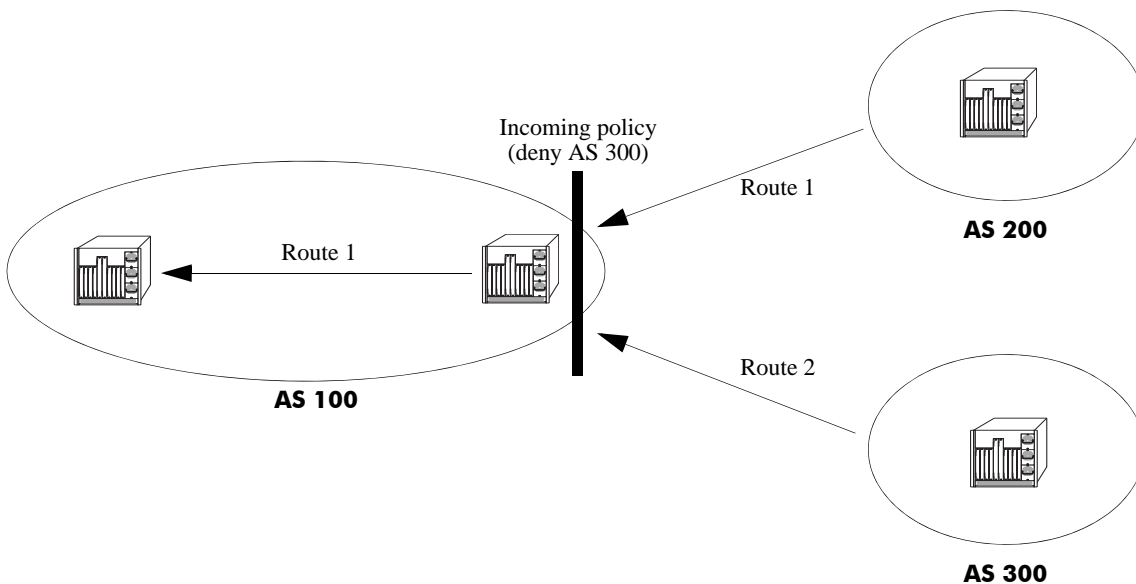 Incoming policy
(deny AS 300)
Route 1
AS 200
Route 1
AS 100
Route 2
AS 300